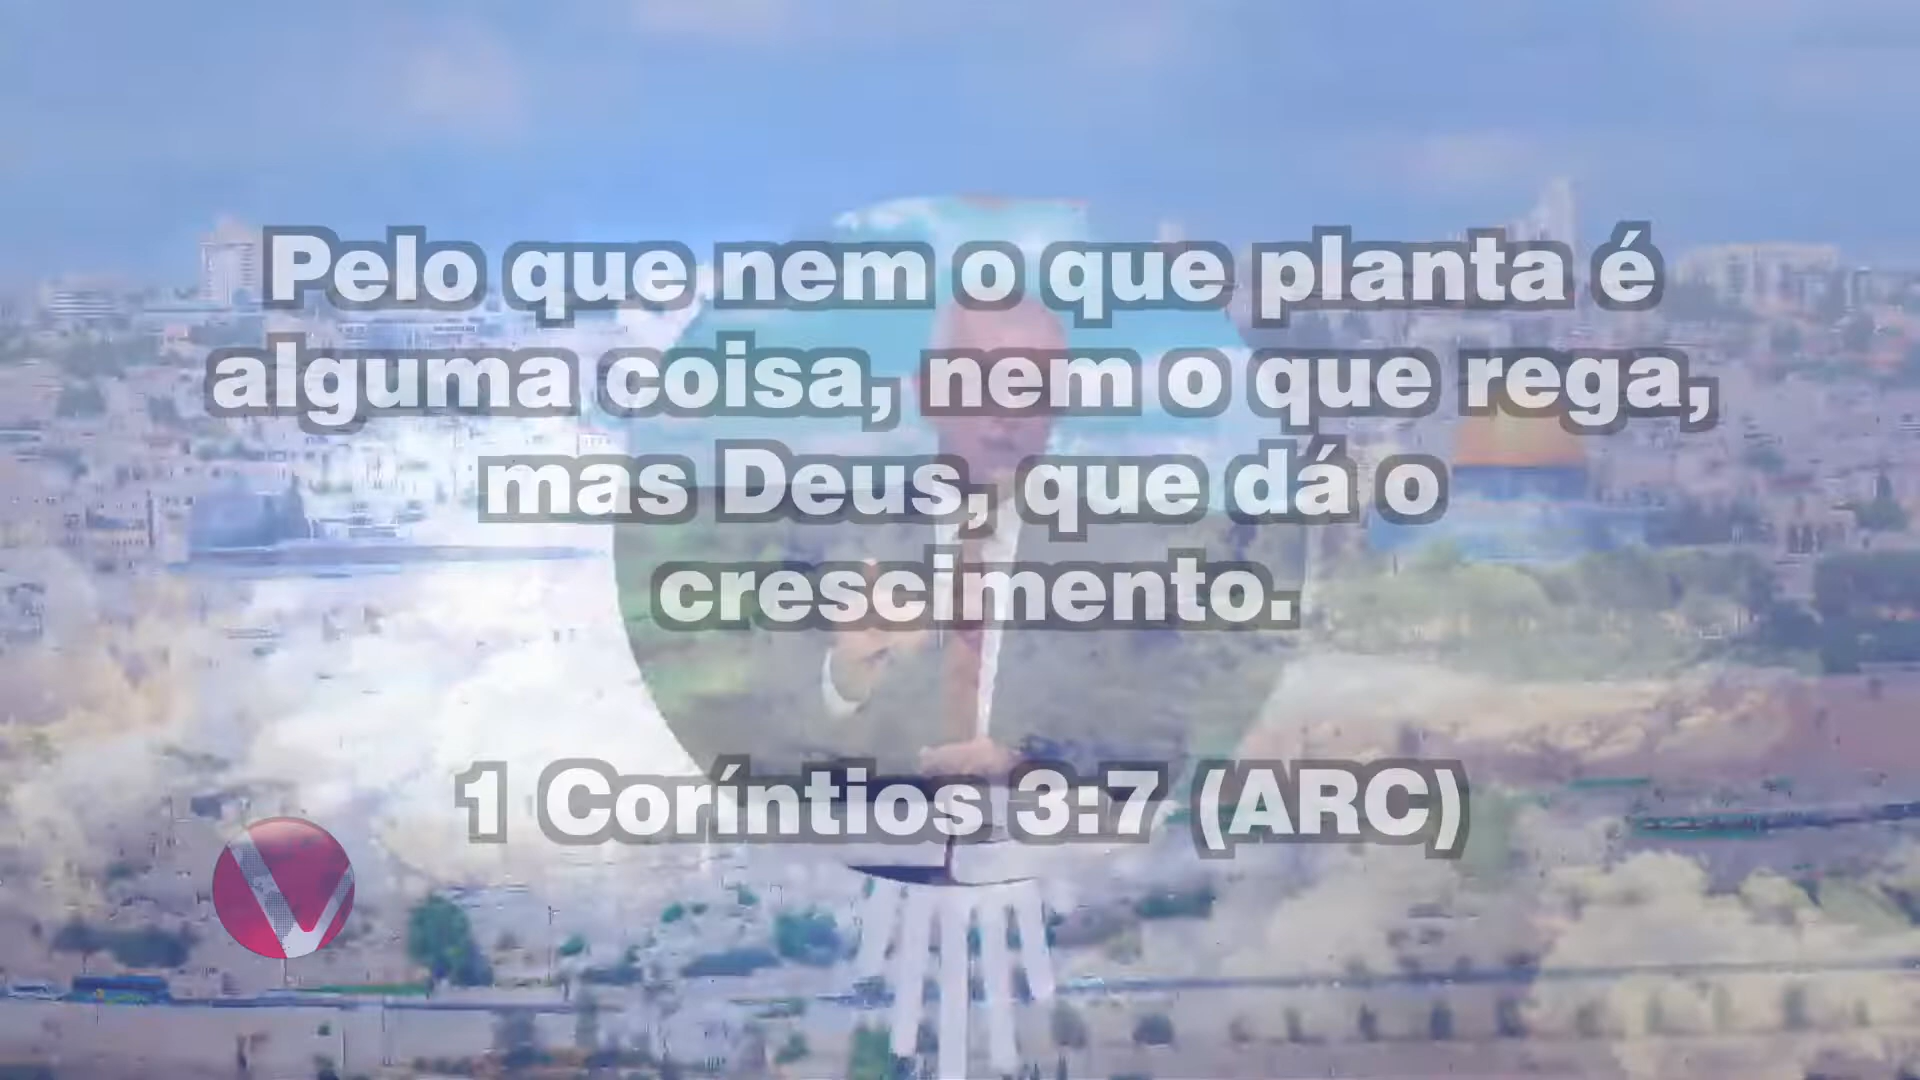 Pelo que nem o que planta é
alguma coisa, nem o que rega,
mas Deus, que dá o
crescimento.
1 Coríntios 3:7 (ARC)